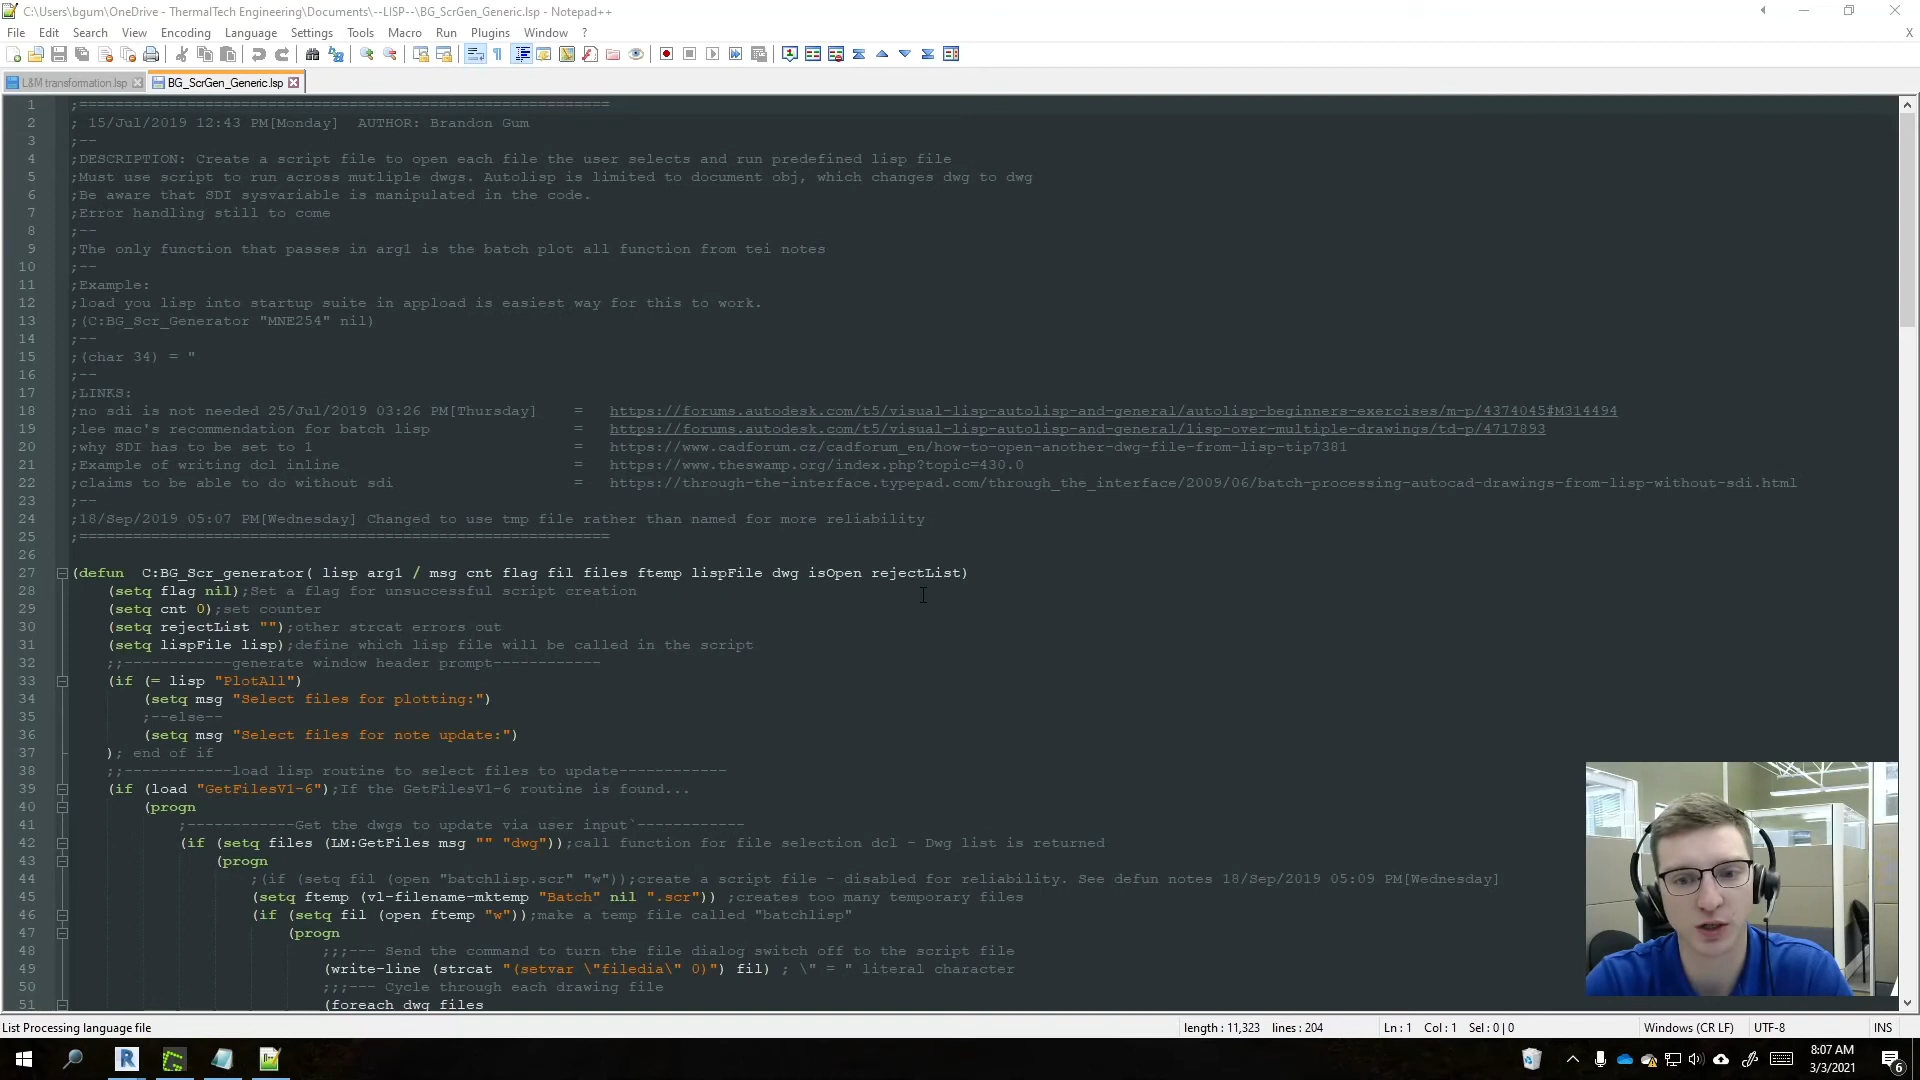 C:\Users\bgum\OneDrive - ThermalTech Engineering\Documents\--LISP--\BG_ScrGen_Generic.lsp - Notepad++
File Edit Search View Encoding Language Settings Tools Macro Run Plugins Window ? X
L&M transformation.lsp BG_ScrGen_Generic.lsp
1 ;===========================================================
2 ; 15/Jul/2019 12:43 PM[Monday]  AUTHOR: Brandon Gum
3 ;--
4 ;DESCRIPTION: Create a script file to open each file the user selects and run predefined lisp file
5 ;Must use script to run across mutliple dwgs. Autolisp is limited to document obj, which changes dwg to dwg
6 ;Be aware that SDI sysvariable is manipulated in the code.
7 ;Error handling still to come
8 ;--
9 ;The only function that passes in arg1 is the batch plot all function from tei notes
10 ;--
11 ;Example:
12 ;load you lisp into startup suite in appload is easiest way for this to work.
13 ;(C:BG_Scr_Generator "MNE254" nil)
14 ;--
15 ;(char 34) = "
16 ;--
17 ;LINKS:
18 ;no sdi is not needed 25/Jul/2019 03:26 PM[Thursday] = https://forums.autodesk.com/t5/visual-lisp-autolisp-and-general/autolisp-beginners-exercises/m-p/4374045#M314494
19 ;lee mac's recommendation for batch lisp = https://forums.autodesk.com/t5/visual-lisp-autolisp-and-general/lisp-over-multiple-drawings/td-p/4717893
20 ;why SDI has to be set to 1 = https://www.cadforum.cz/cadforum_en/how-to-open-another-dwg-file-from-lisp-tip7381
21 ;Example of writing dcl inline = https://www.theswamp.org/index.php?topic=430.0
22 ;claims to be able to do without sdi = https://through-the-interface.typepad.com/through_the_interface/2009/06/batch-processing-autocad-drawings-from-lisp-without-sdi.html
23 ;--
24 ;18/Sep/2019 05:07 PM[Wednesday] Changed to use tmp file rather than named for more reliability
25 ;===========================================================
26
27 (defun  C:BG_Scr_generator( lisp arg1 / msg cnt flag fil files ftemp lispFile dwg isOpen rejectList)
28 (setq flag nil);Set a flag for unsuccessful script creation
29 (setq cnt 0);set counter
30 (setq rejectList "");other strcat errors out
31 (setq lispFile lisp);define which lisp file will be called in the script
32 ;;------------generate window header prompt------------
33 (if (= lisp "PlotAll")
34 (setq msg "Select files for plotting:")
35 ;--else--
36 (setq msg "Select files for note update:")
37 ); end of if
38 ;;------------load lisp routine to select files to update------------
39 (if (load "GetFilesV1-6");If the GetFilesV1-6 routine is found...
40 (progn
41 ;------------Get the dwgs to update via user input`------------
42 (if (setq files (LM:GetFiles msg "" "dwg"));call function for file selection dcl - Dwg list is returned
43 (progn
44 ;(if (setq fil (open "batchlisp.scr" "w"));create a script file - disabled for reliability. See defun notes 18/Sep/2019 05:09 PM[Wednesday]
45 (setq ftemp (vl-filename-mktemp "Batch" nil ".scr")) ;creates too many temporary files
46 (if (setq fil (open ftemp "w"));make a temp file called "batchlisp"
47 (progn
48 ;;;--- Send the command to turn the file dialog switch off to the script file
49 (write-line (strcat "(setvar \"filedia\" 0)") fil) ; \" = " literal character
50 ;;;--- Cycle through each drawing file
51 (foreach dwg files
List Processing language file length : 11,323 lines : 204 Ln : 1 Col : 1 Sel : 0 | 0 Windows (CR LF) UTF-8 INS
8:07 AM
3/3/2021
6